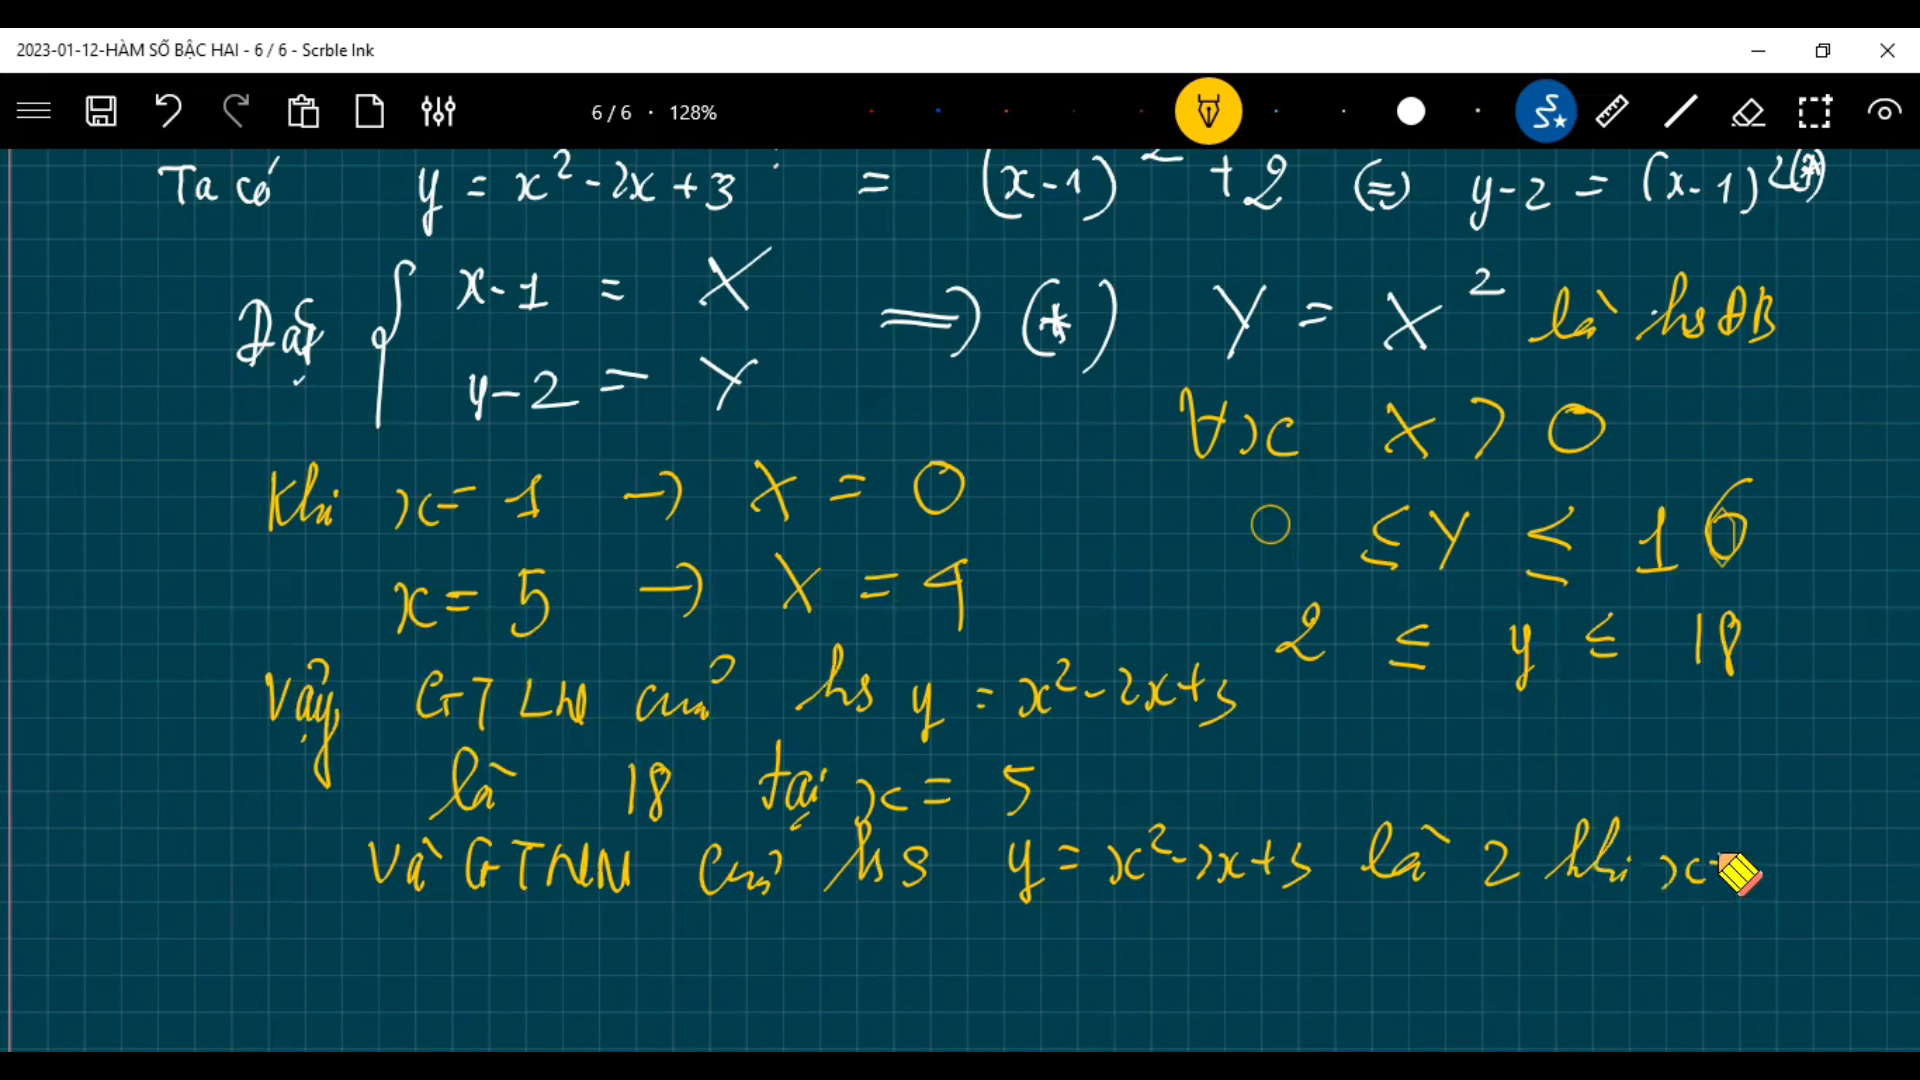 2023-01-12-HÀM SỐ BẬC HAI - 6 / 6 - Scrble Ink
6 / 6 · 128%
Ta có y = x² - 2x + 3 = (x-1)² + 2 (=) y-2 = (x-1)² (*)
Đặt { x-1 = X
y-2 = Y
=> (*) Y = X² là hs ĐB
∀x X > 0
Khi x = 1 → X = 0
0 ≤ Y ≤ 16
x = 5 → X = 4
2 ≤ y ≤ 18
Vậy GTLN của hs y = x² - 2x + 3
là 18 tại x = 5
Và GTNN của hs y = x² - 2x + 3 là 2 khi x